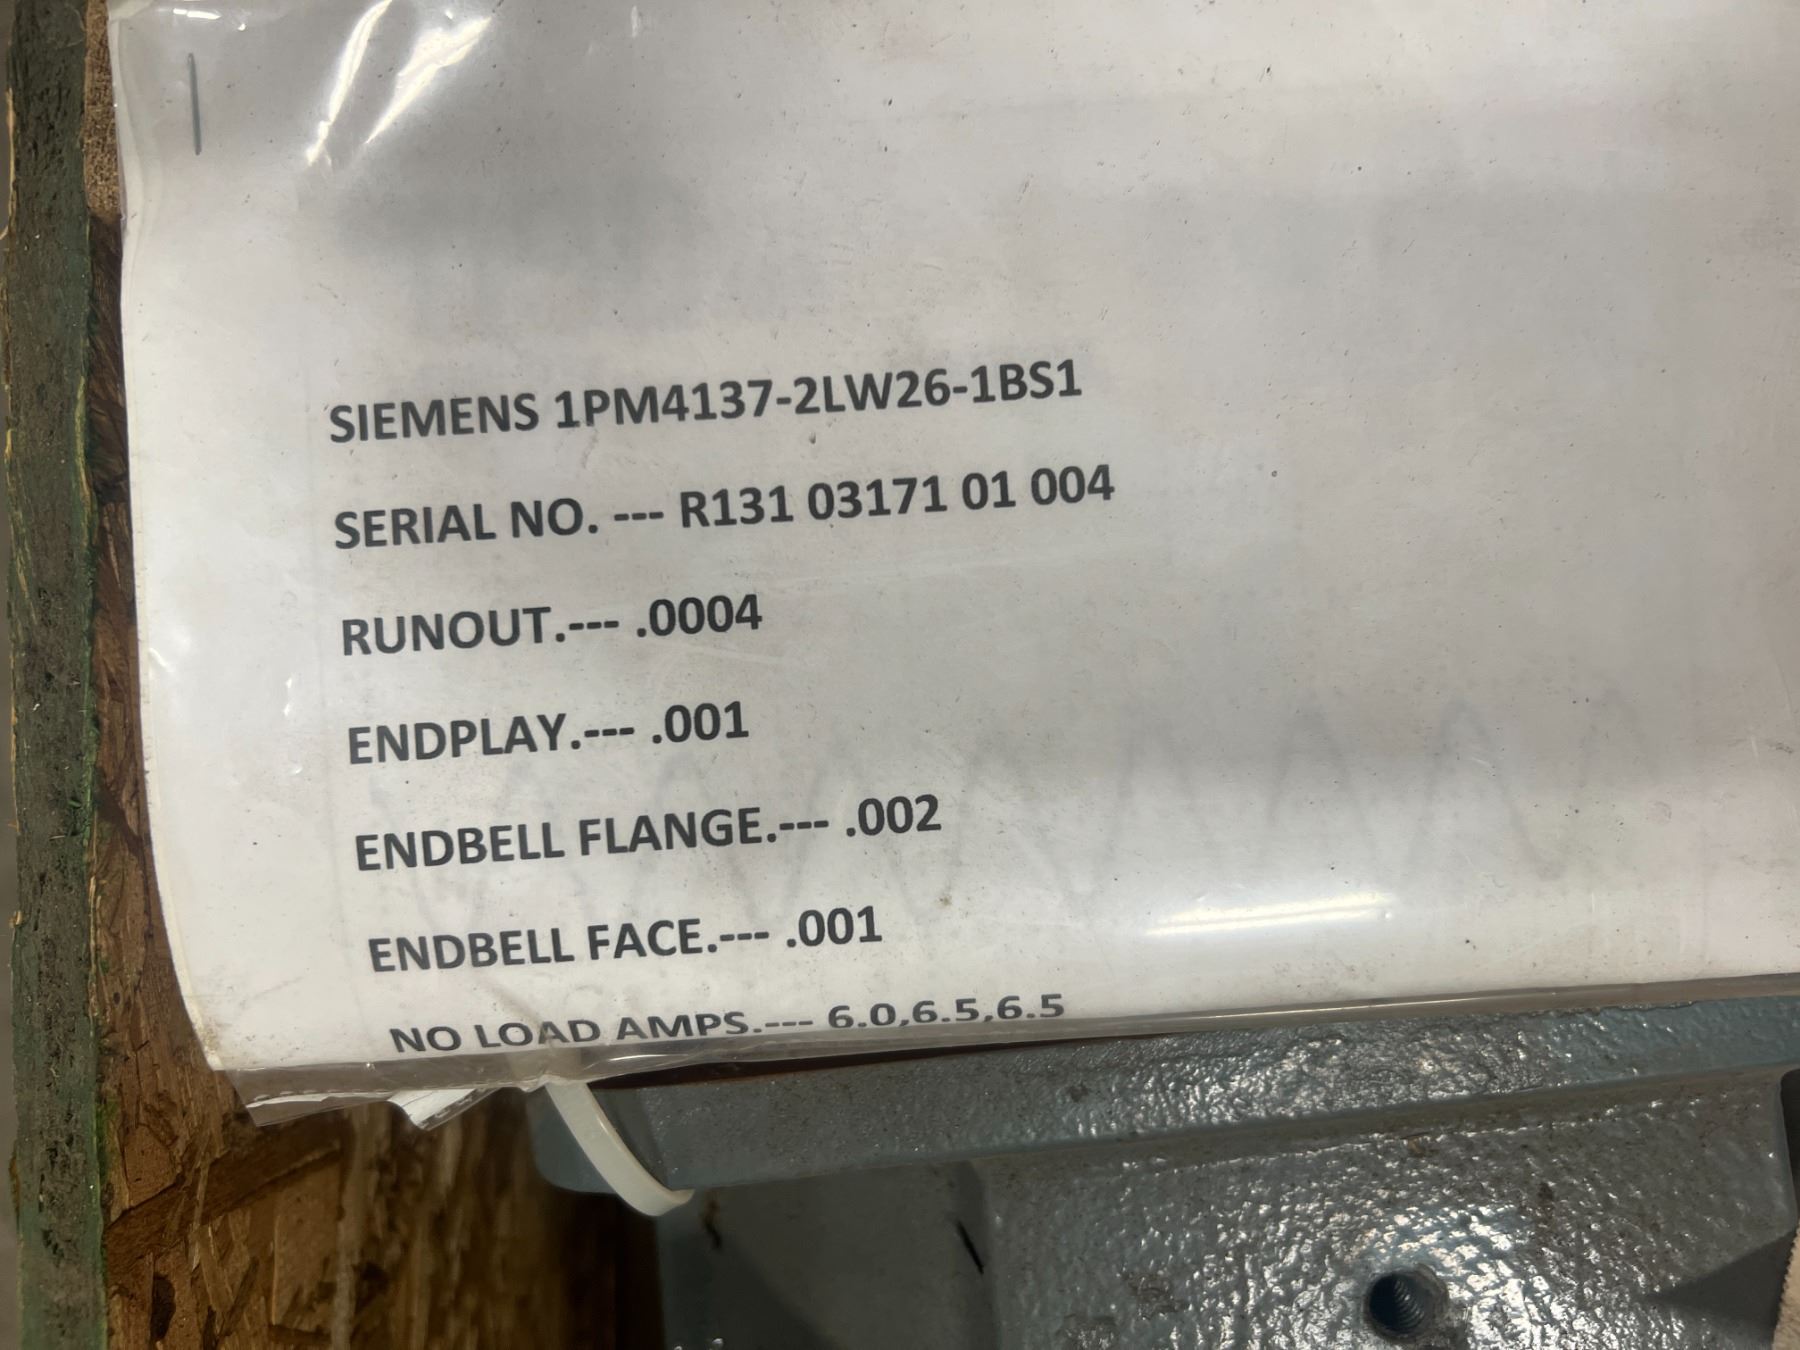 SIEMENS 1PM4137-2LW26-1BS1
SERIAL NO. --- R131 03171 01 004
RUNOUT.--- .0004
ENDPLAY.--- .001
ENDBELL FLANGE.--- .002
ENDBELL FACE.--- .001
NO LOAD AMPS.--- 6.0,6.5,6.5